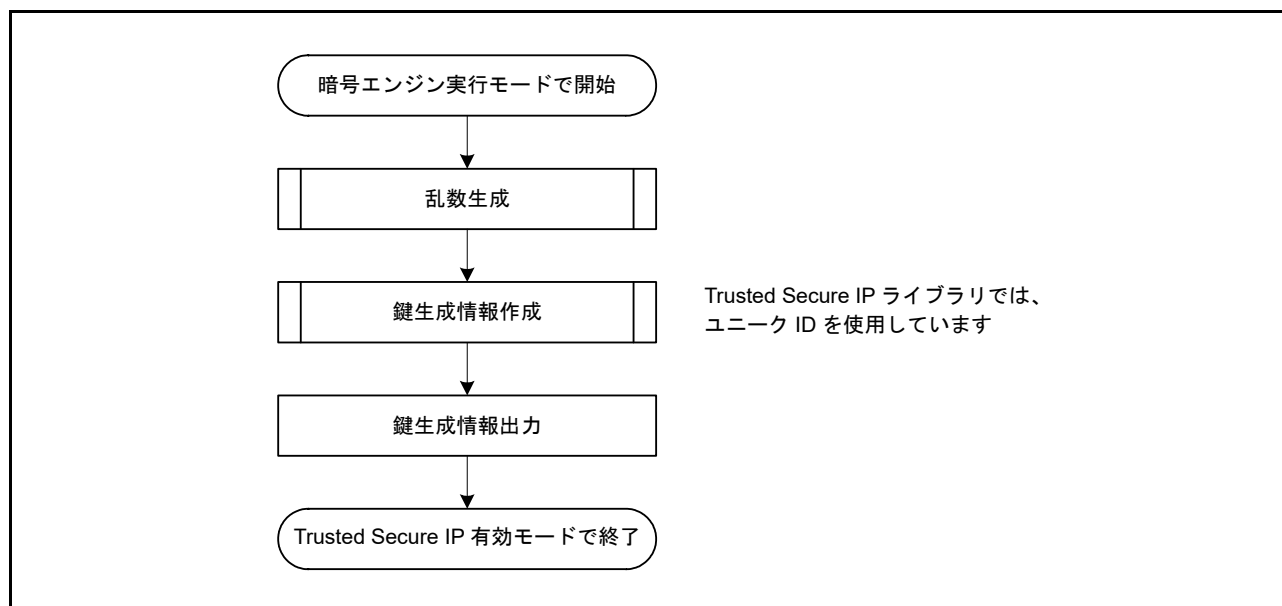 暗号エンジン実行モードで開始
乱数生成
鍵生成情報作成
Trusted Secure IP ライブラリでは、
ユニーク ID を使用しています
鍵生成情報出力
Trusted Secure IP 有効モードで終了